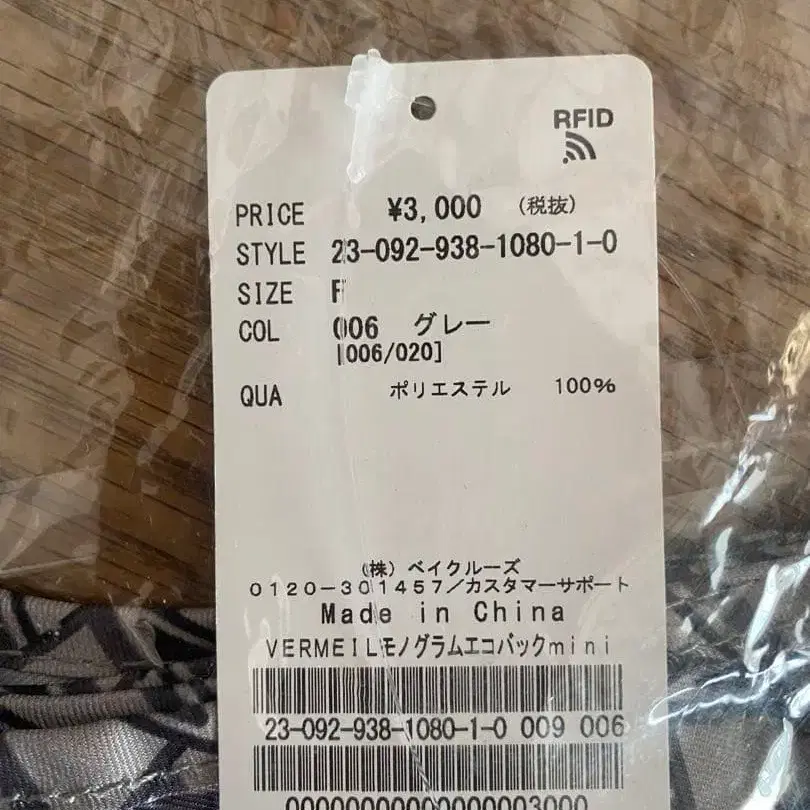 RFID
PRICE ¥3,000 (税抜)
STYLE 23-092-938-1080-1-0
SIZE F
COL 006 グレー
[006/020]
QUA ポリエステル 100%
(株) ベイクルーズ
0120-301457/カスタマーサポート
Made in China
VERMEILモノグラムエコバックmini
23-092-938-1080-1-0 009 006